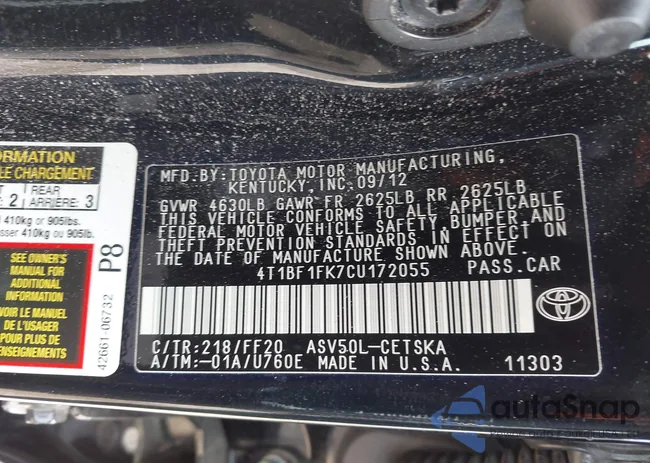 ORMATION
LE CHARGEMENT
T REAR
2 ARRIÈRE: 3
d 410kg or 905lbs.
sser 410kg ou 905lb.
SEE OWNER'S
MANUAL FOR
ADDITIONAL
INFORMATION
VOIR LE MANUEL
DE L'USAGER
POUR PLUS DE
RENSEIGNEMENTS
42661-06732 P8
MFD.BY:TOYOTA MOTOR MANUFACTURING,
KENTUCKY,INC.09/12
GVWR 4630LB GAWR FR 2625LB RR 2625LB
THIS VEHICLE CONFORMS TO ALL APPLICABLE
FEDERAL MOTOR VEHICLE SAFETY,BUMPER,AND
THEFT PREVENTION STANDARDS IN EFFECT ON
THE DATE OF MANUFACTURE SHOWN ABOVE.
4T1BF1FK7CU172055 PASS.CAR
C/TR:218/FF20 ASV50L-CETSKA
A/TM:-01A/U760E MADE IN U.S.A. 11303
autoSnap